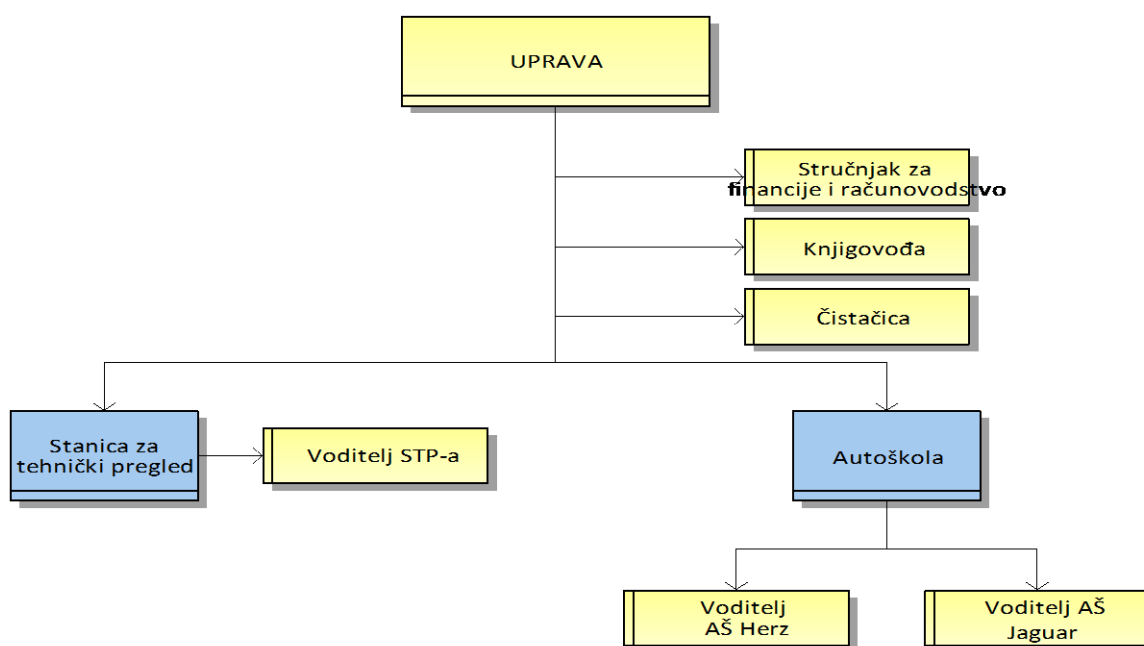 UPRAVA
Stručnjak za
financije i računovodstvo
Knjigovođa
Čistačica
Stanica za
tehnički pregled
Voditelj STP-a
Autoškola
Voditelj
AŠ Herz
Voditelj AŠ
Jaguar